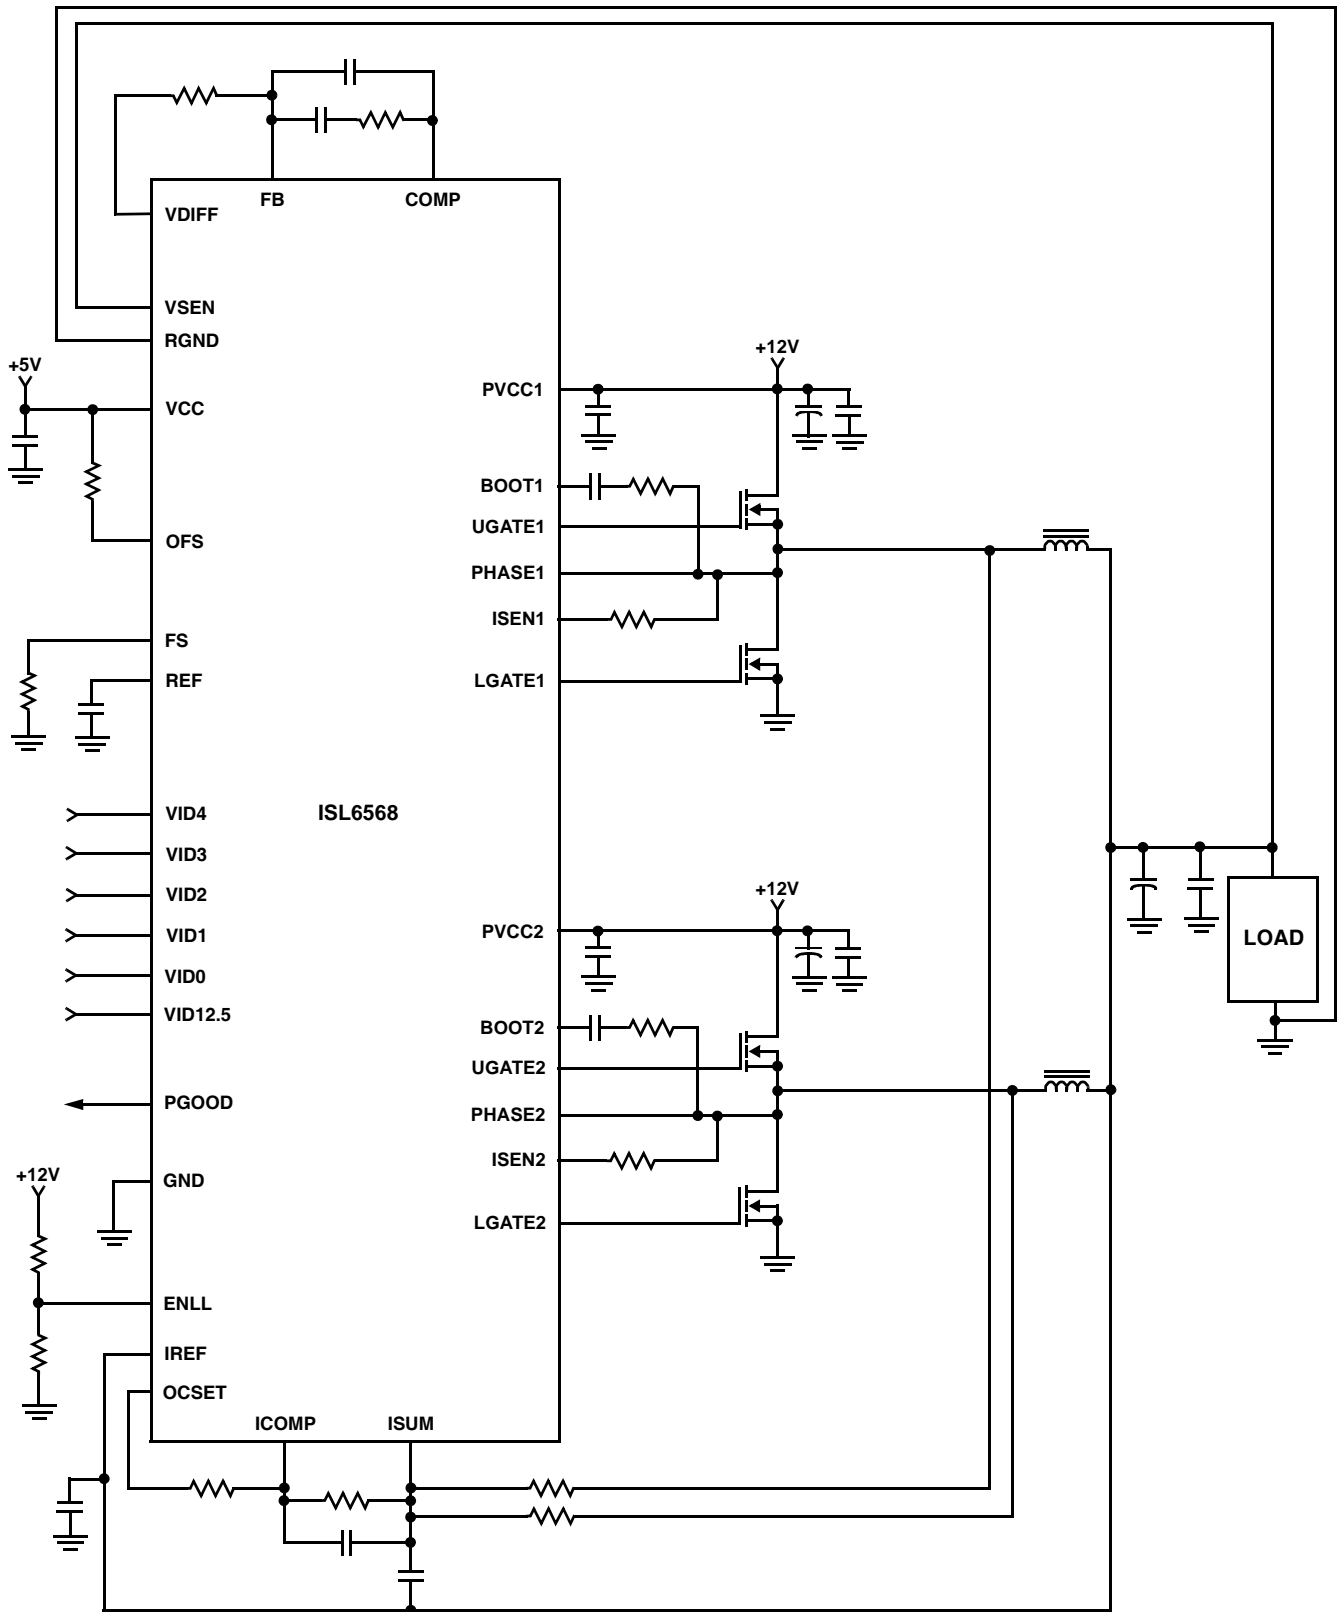 FB
COMP
VDIFF
VSEN
RGND
+5V
VCC
OFS
FS
REF
VID4
VID3
VID2
VID1
VID0
VID12.5
PGOOD
+12V
GND
ENLL
IREF
OCSET
ICOMP
ISUM
ISL6568
+12V
PVCC1
BOOT1
UGATE1
PHASE1
ISEN1
LGATE1
+12V
PVCC2
BOOT2
UGATE2
PHASE2
ISEN2
LGATE2
LOAD